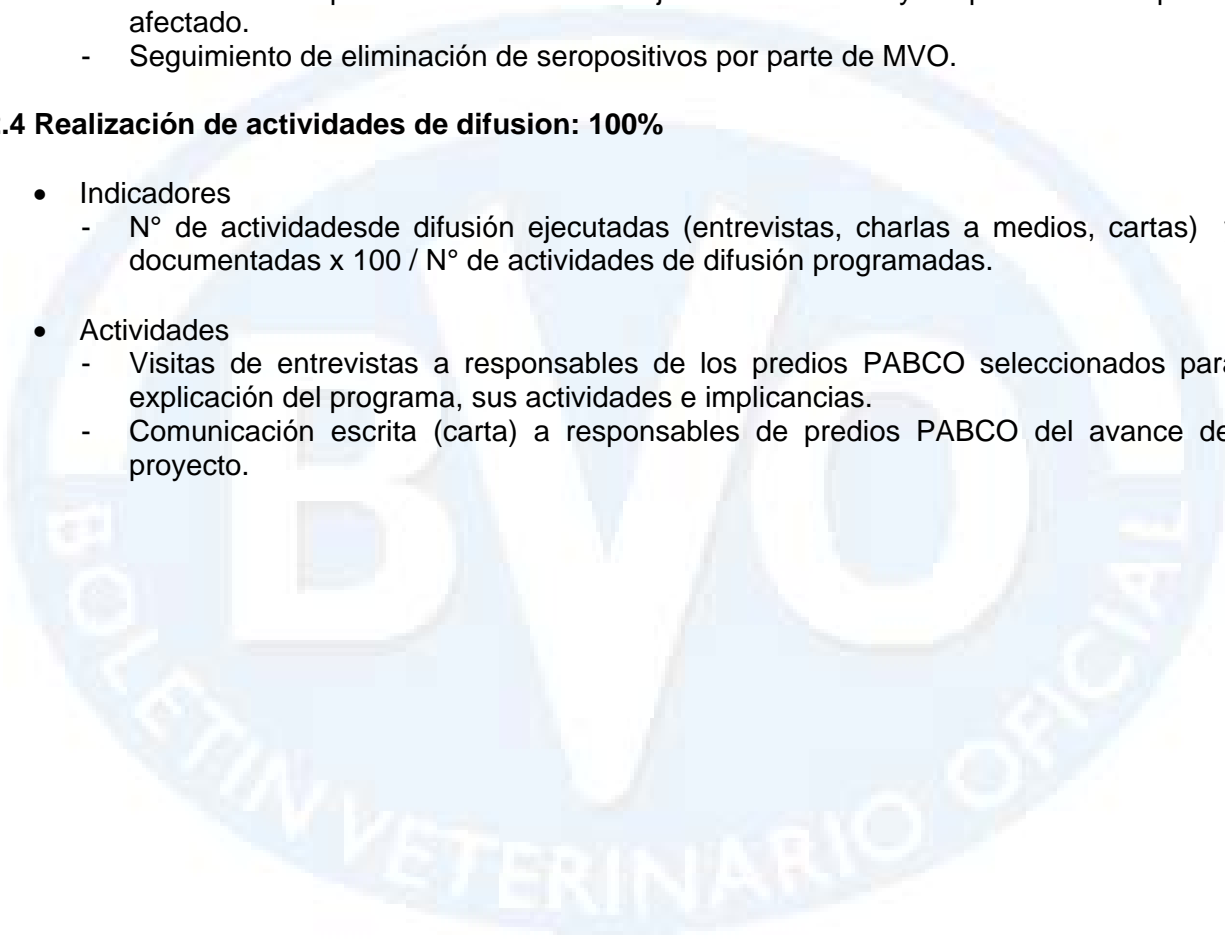 afectado.
- Seguimiento de eliminación de seropositivos por parte de MVO.
.4 Realización de actividades de difusion: 100%
• Indicadores
- N° de actividadesde difusión ejecutadas (entrevistas, charlas a medios, cartas)
documentadas x 100 / N° de actividades de difusión programadas.
• Actividades
- Visitas de entrevistas a responsables de los predios PABCO seleccionados para
explicación del programa, sus actividades e implicancias.
- Comunicación escrita (carta) a responsables de predios PABCO del avance de
proyecto.
BVO
BOLETIN VETERINARIO OFICIAL